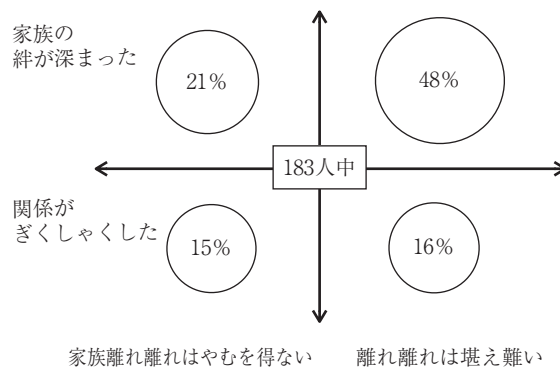 家族の
絆が深まった
21%
48%
183人中
関係が
ぎくしゃくした
15%
16%
家族離れ離れはやむを得ない
離れ離れは堪え難い